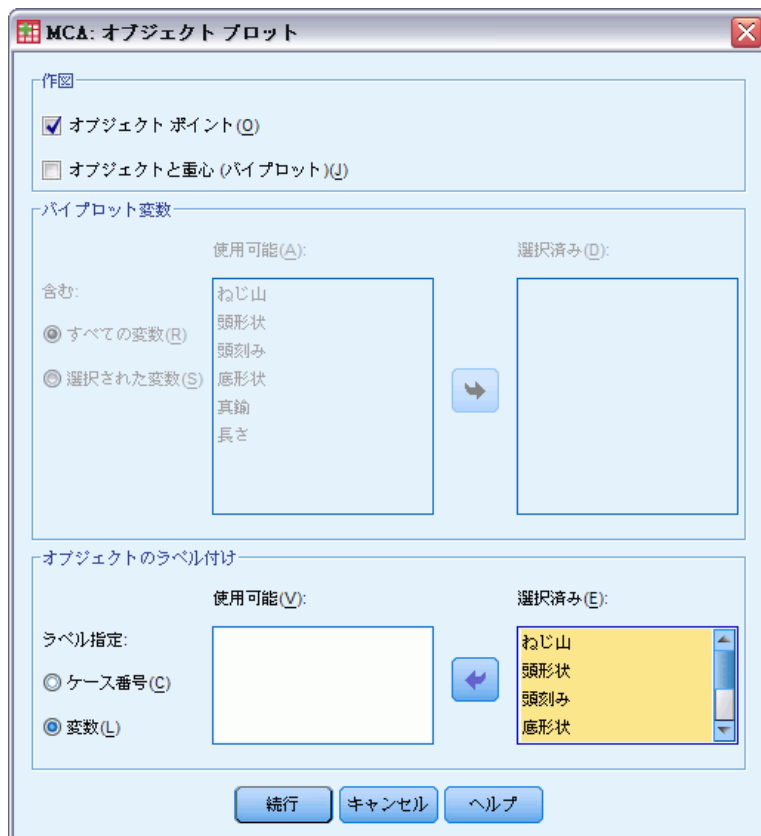 MCA: オブジェクト プロット
作図
オブジェクト ポイント(O)
オブジェクトと重心 (バイプロット)(J)
バイプロット変数
使用可能(A):
選択済み(D):
含む:
すべての変数(R)
選択された変数(S)
ねじ山
頭形状
頭刻み
底形状
真鍮
長さ
オブジェクトのラベル付け
使用可能(V):
選択済み(E):
ラベル指定:
ケース番号(C)
変数(L)
ねじ山
頭形状
頭刻み
底形状
続行
キャンセル
ヘルプ